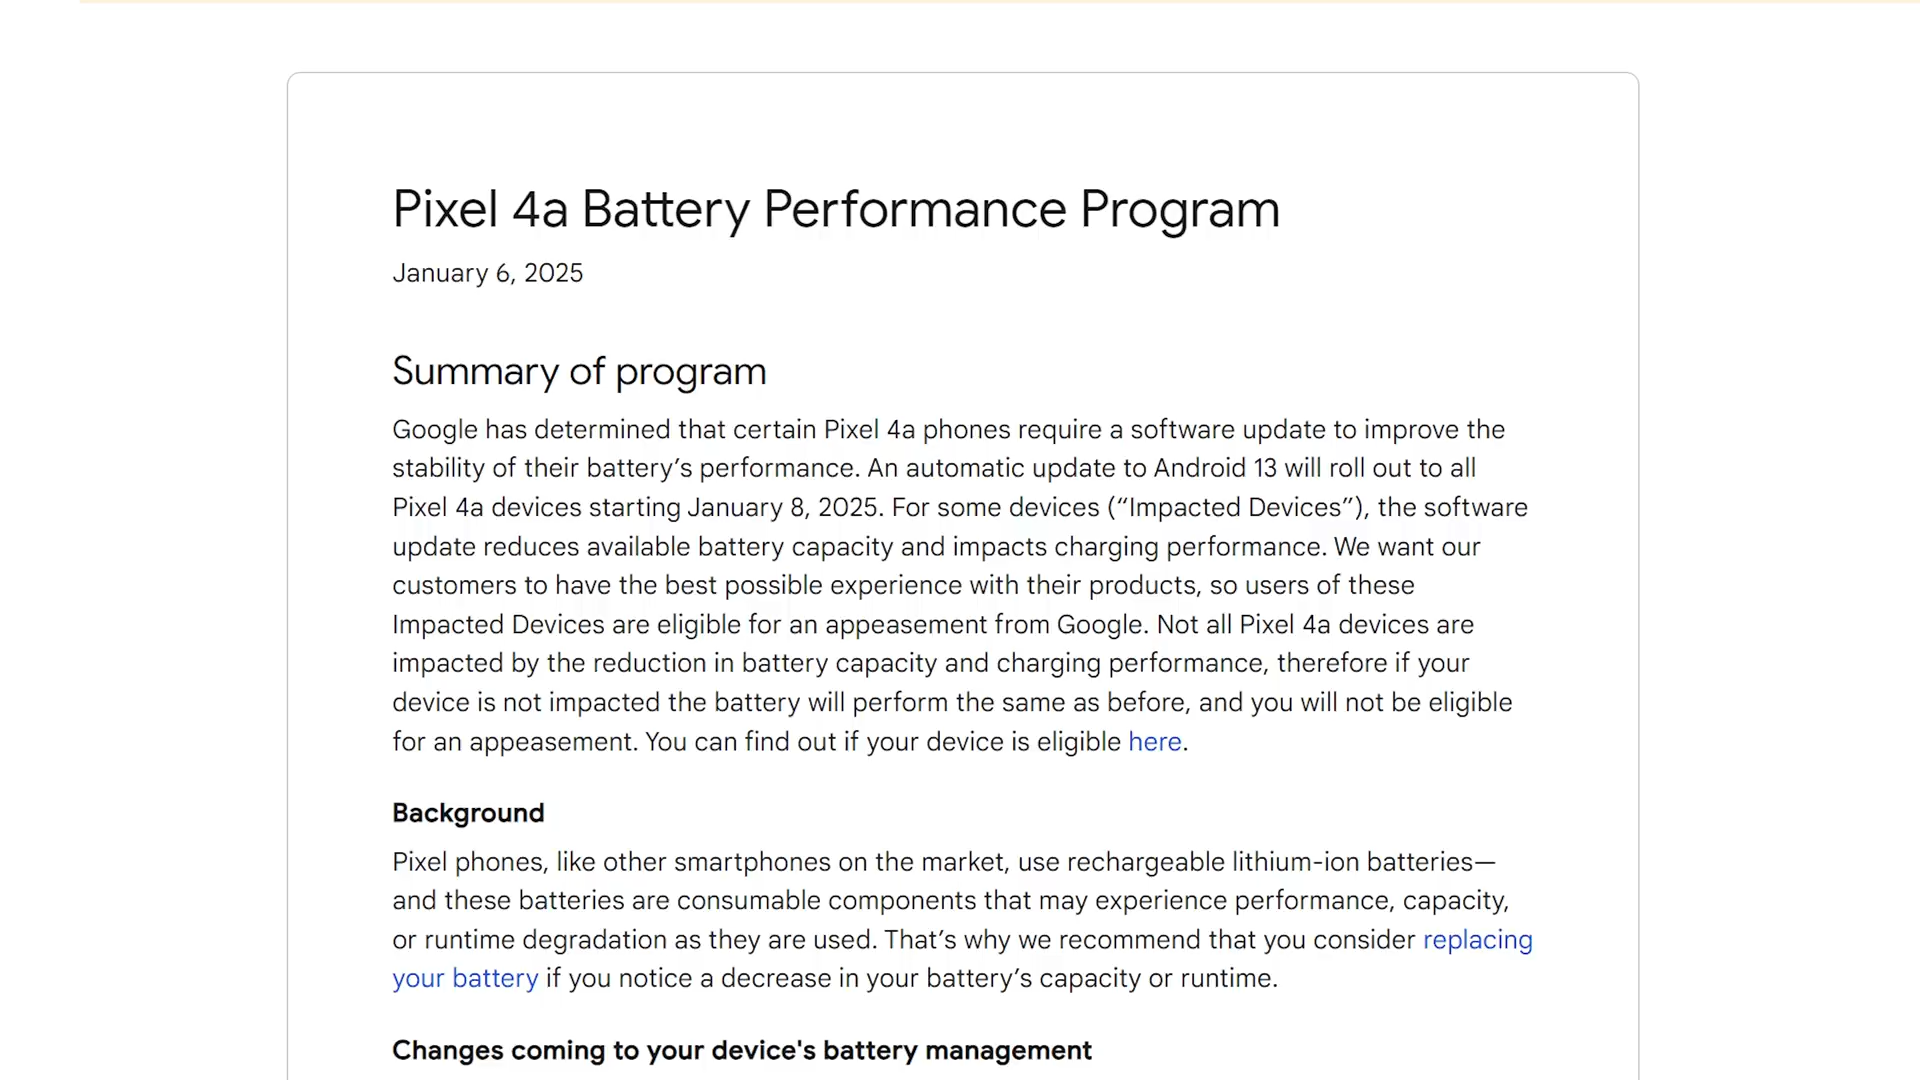 Pixel 4a Battery Performance Program
January 6, 2025
Summary of program
Google has determined that certain Pixel 4a phones require a software update to improve the
stability of their battery’s performance. An automatic update to Android 13 will roll out to all
Pixel 4a devices starting January 8, 2025. For some devices (“Impacted Devices”), the software
update reduces available battery capacity and impacts charging performance. We want our
customers to have the best possible experience with their products, so users of these
Impacted Devices are eligible for an appeasement from Google. Not all Pixel 4a devices are
impacted by the reduction in battery capacity and charging performance, therefore if your
device is not impacted the battery will perform the same as before, and you will not be eligible
for an appeasement. You can find out if your device is eligible here.
Background
Pixel phones, like other smartphones on the market, use rechargeable lithium-ion batteries—
and these batteries are consumable components that may experience performance, capacity,
or runtime degradation as they are used. That’s why we recommend that you consider replacing
your battery if you notice a decrease in your battery’s capacity or runtime.
Changes coming to your device's battery management